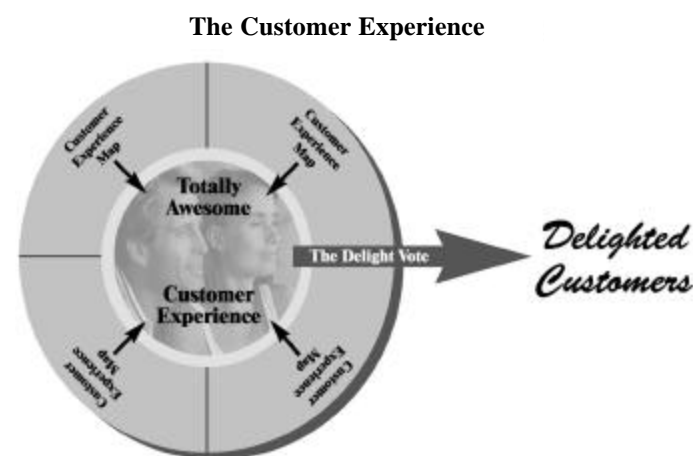 The Customer Experience
Customer
Experience
Map
Customer
Experience
Map
Totally
Awesome
The Delight Vote
Delighted
Customers
Customer
Experience
Customer
Experience
Map
Customer
Experience
Map